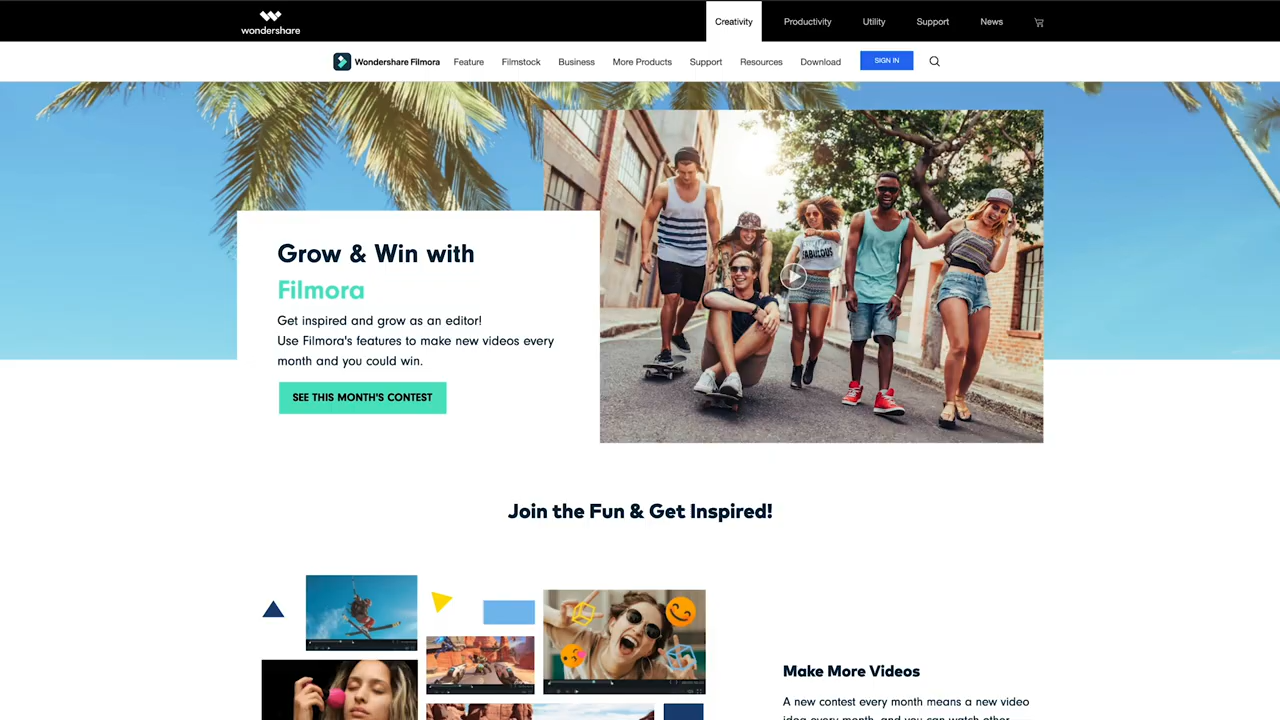 wondershare
Creativity
Productivity
Utility
Support
News
Wondershare Filmora
Feature
Filmstock
Business
More Products
Support
Resources
Download
SIGN IN
FABULOUS
Grow & Win with
Filmora
Get inspired and grow as an editor!
Use Filmora's features to make new videos every
month and you could win.
SEE THIS MONTH'S CONTEST
Join the Fun & Get Inspired!
Make More Videos
A new contest every month means a new video
idea every month, and you can watch other